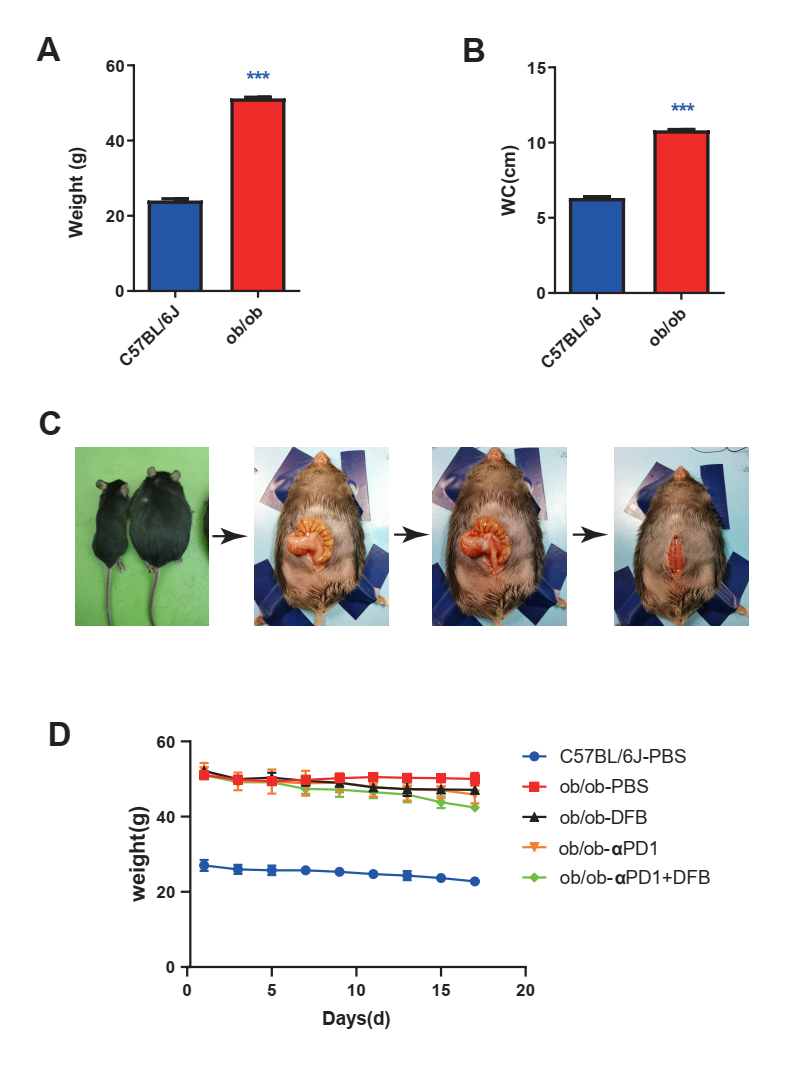 A
60
40
20
0
Weight (g)
***
C57BL/6J
ob/ob
B
15
10
5
0
WC(cm)
***
C57BL/6J
ob/ob
C
D
60
40
20
0
weight(g)
0 5 10 15 20
Days(d)
C57BL/6J-PBS
ob/ob-PBS
ob/ob-DFB
ob/ob-αPD1
ob/ob-αPD1+DFB